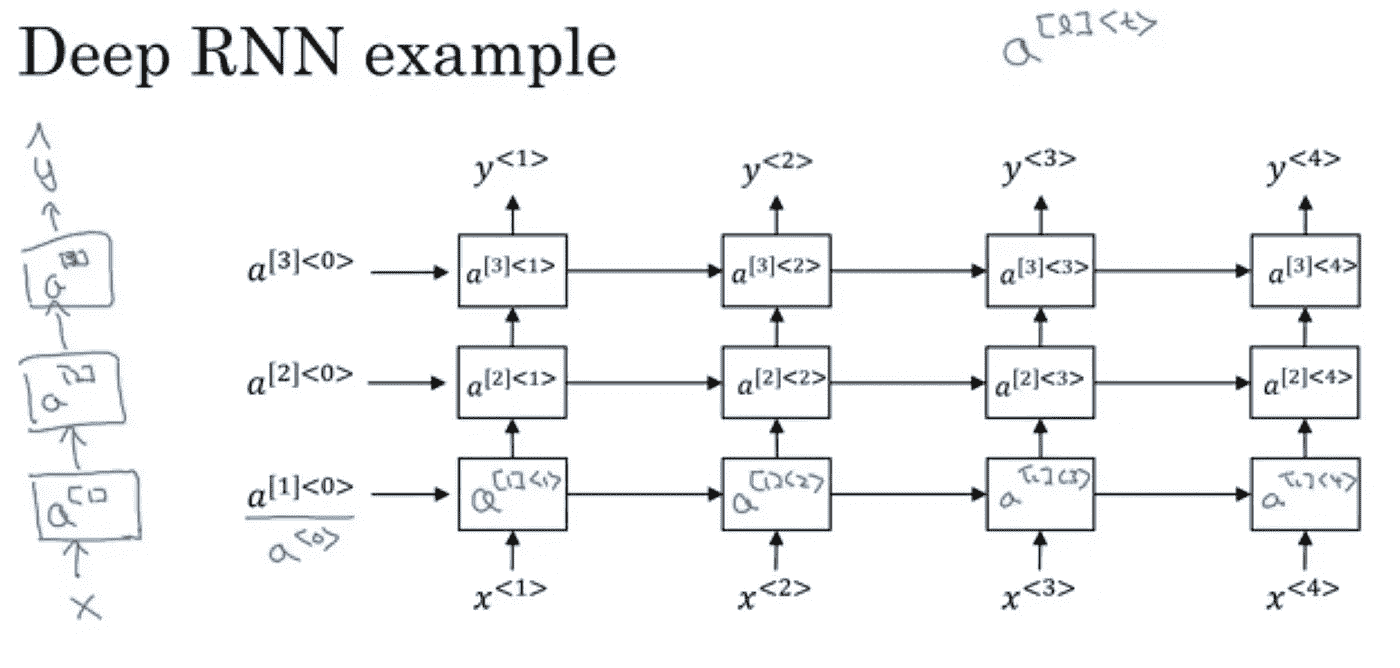 Deep RNN example
a^[l]<t>
ŷ
y^<1> y^<2> y^<3> y^<4>
a^[3] a^[3]<0> a^[3]<1> a^[3]<2> a^[3]<3> a^[3]<4>
a^[2] a^[2]<0> a^[2]<1> a^[2]<2> a^[2]<3> a^[2]<4>
a^[1] a^[1]<0> a^[1]<1> a^[1]<2> a^[1]<3> a^[1]<4>
a^[0]
x x^<1> x^<2> x^<3> x^<4>